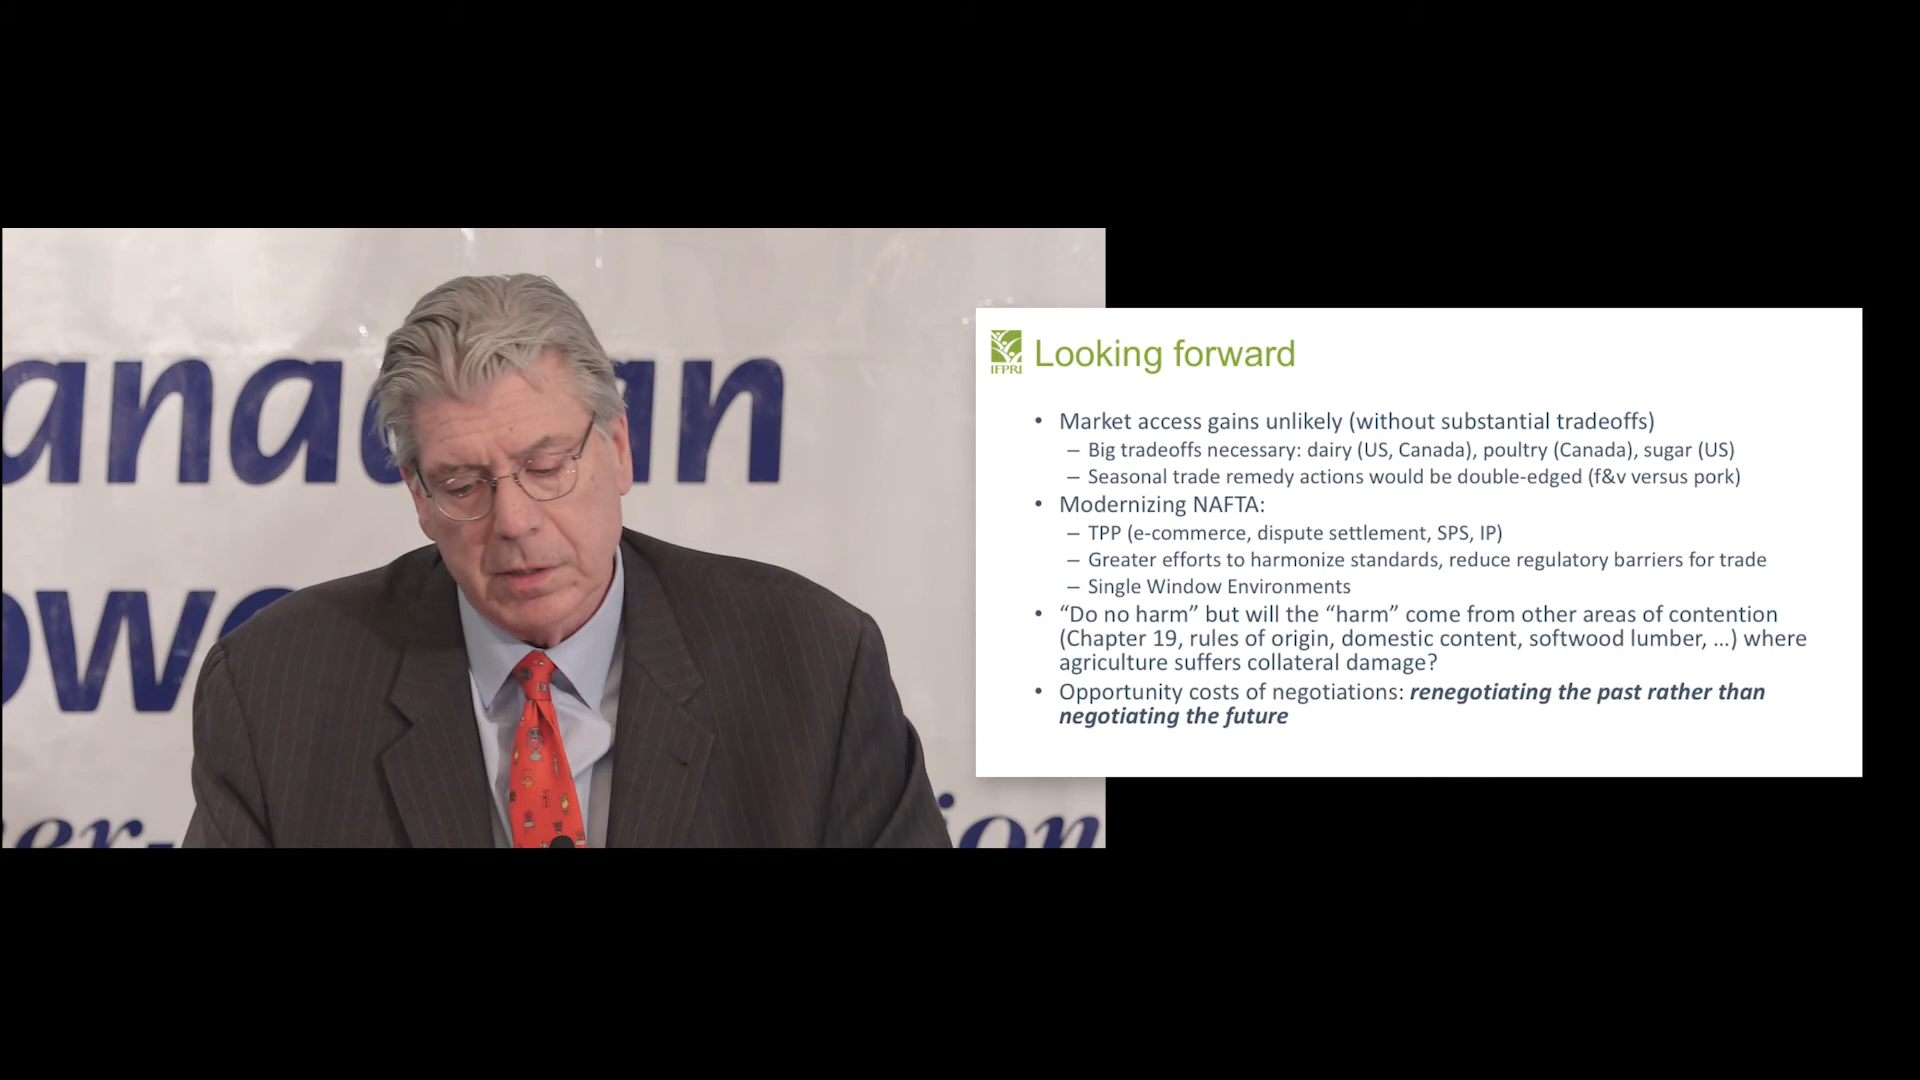 anadian
er-
ion
IFPRI
Looking forward
• Market access gains unlikely (without substantial tradeoffs)
– Big tradeoffs necessary: dairy (US, Canada), poultry (Canada), sugar (US)
– Seasonal trade remedy actions would be double-edged (f&v versus pork)
• Modernizing NAFTA:
– TPP (e-commerce, dispute settlement, SPS, IP)
– Greater efforts to harmonize standards, reduce regulatory barriers for trade
– Single Window Environments
• “Do no harm” but will the “harm” come from other areas of contention
(Chapter 19, rules of origin, domestic content, softwood lumber, ...) where
agriculture suffers collateral damage?
• Opportunity costs of negotiations: renegotiating the past rather than
negotiating the future